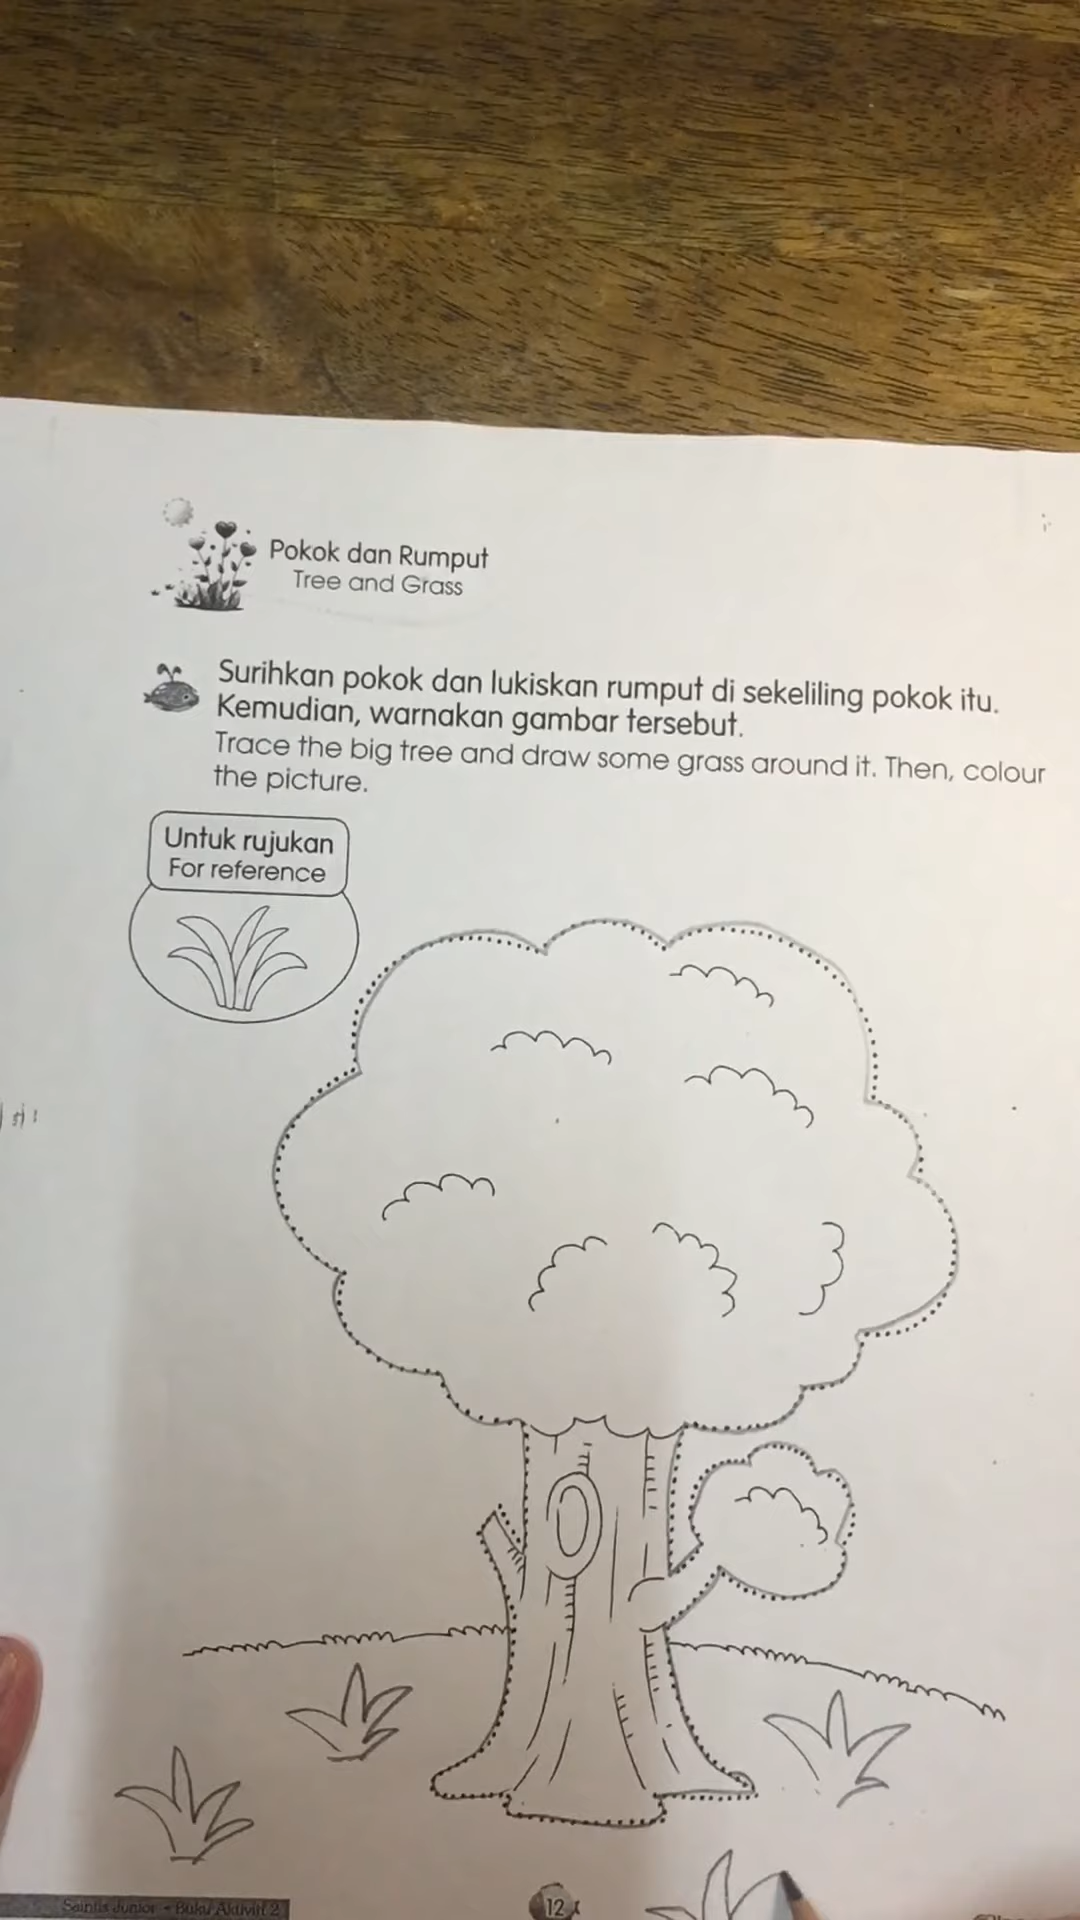 Pokok dan Rumput
Tree and Grass
Surihkan pokok dan lukiskan rumput di sekeliling pokok itu.
Kemudian, warnakan gambar tersebut.
Trace the big tree and draw some grass around it. Then, colour
the picture.
Untuk rujukan
For reference
Saintis Junior • Buku Aktiviti 2
12